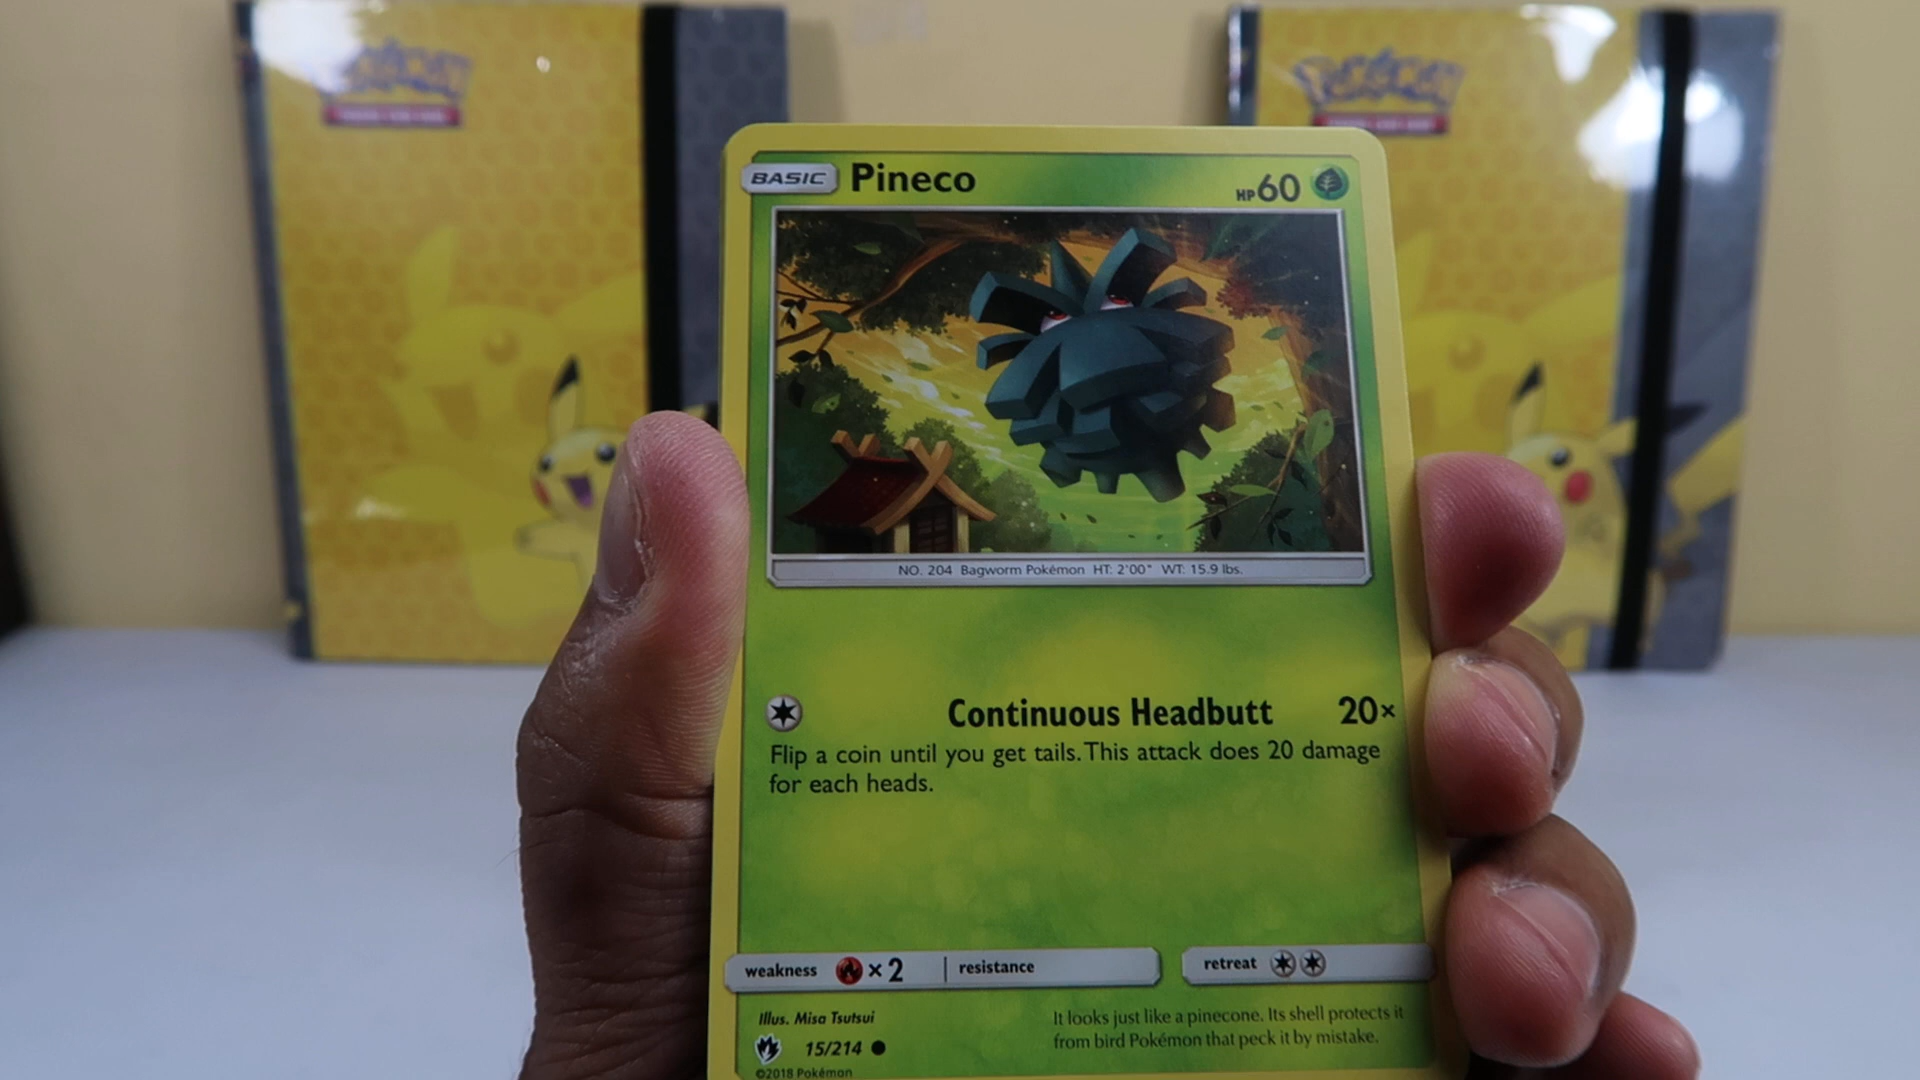 Pokémon
Pokémon
BASIC Pineco HP60
NO. 204 Bagworm Pokémon HT: 2'00" WT: 15.9 lbs.
Continuous Headbutt 20×
Flip a coin until you get tails. This attack does 20 damage
for each heads.
weakness ×2 resistance retreat
Illus. Misa Tsutsui
15/214
©2018 Pokémon
It looks just like a pinecone. Its shell protects it
from bird Pokémon that peck it by mistake.